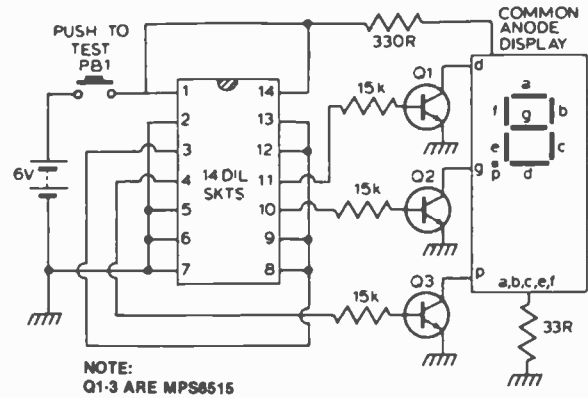 COMMON
ANODE
DISPLAY
PUSH TO
TEST
PB1
330R
6V
1
2
3
4
5
6
7
14 DIL
SKTS
14
13
12
11
10
9
8
15k
Q1
15k
Q2
15k
Q3
d
g
p
a
f
g
b
e
c
p
d
a,b,c,e,f
33R
NOTE:
Q1-3 ARE MPS6515